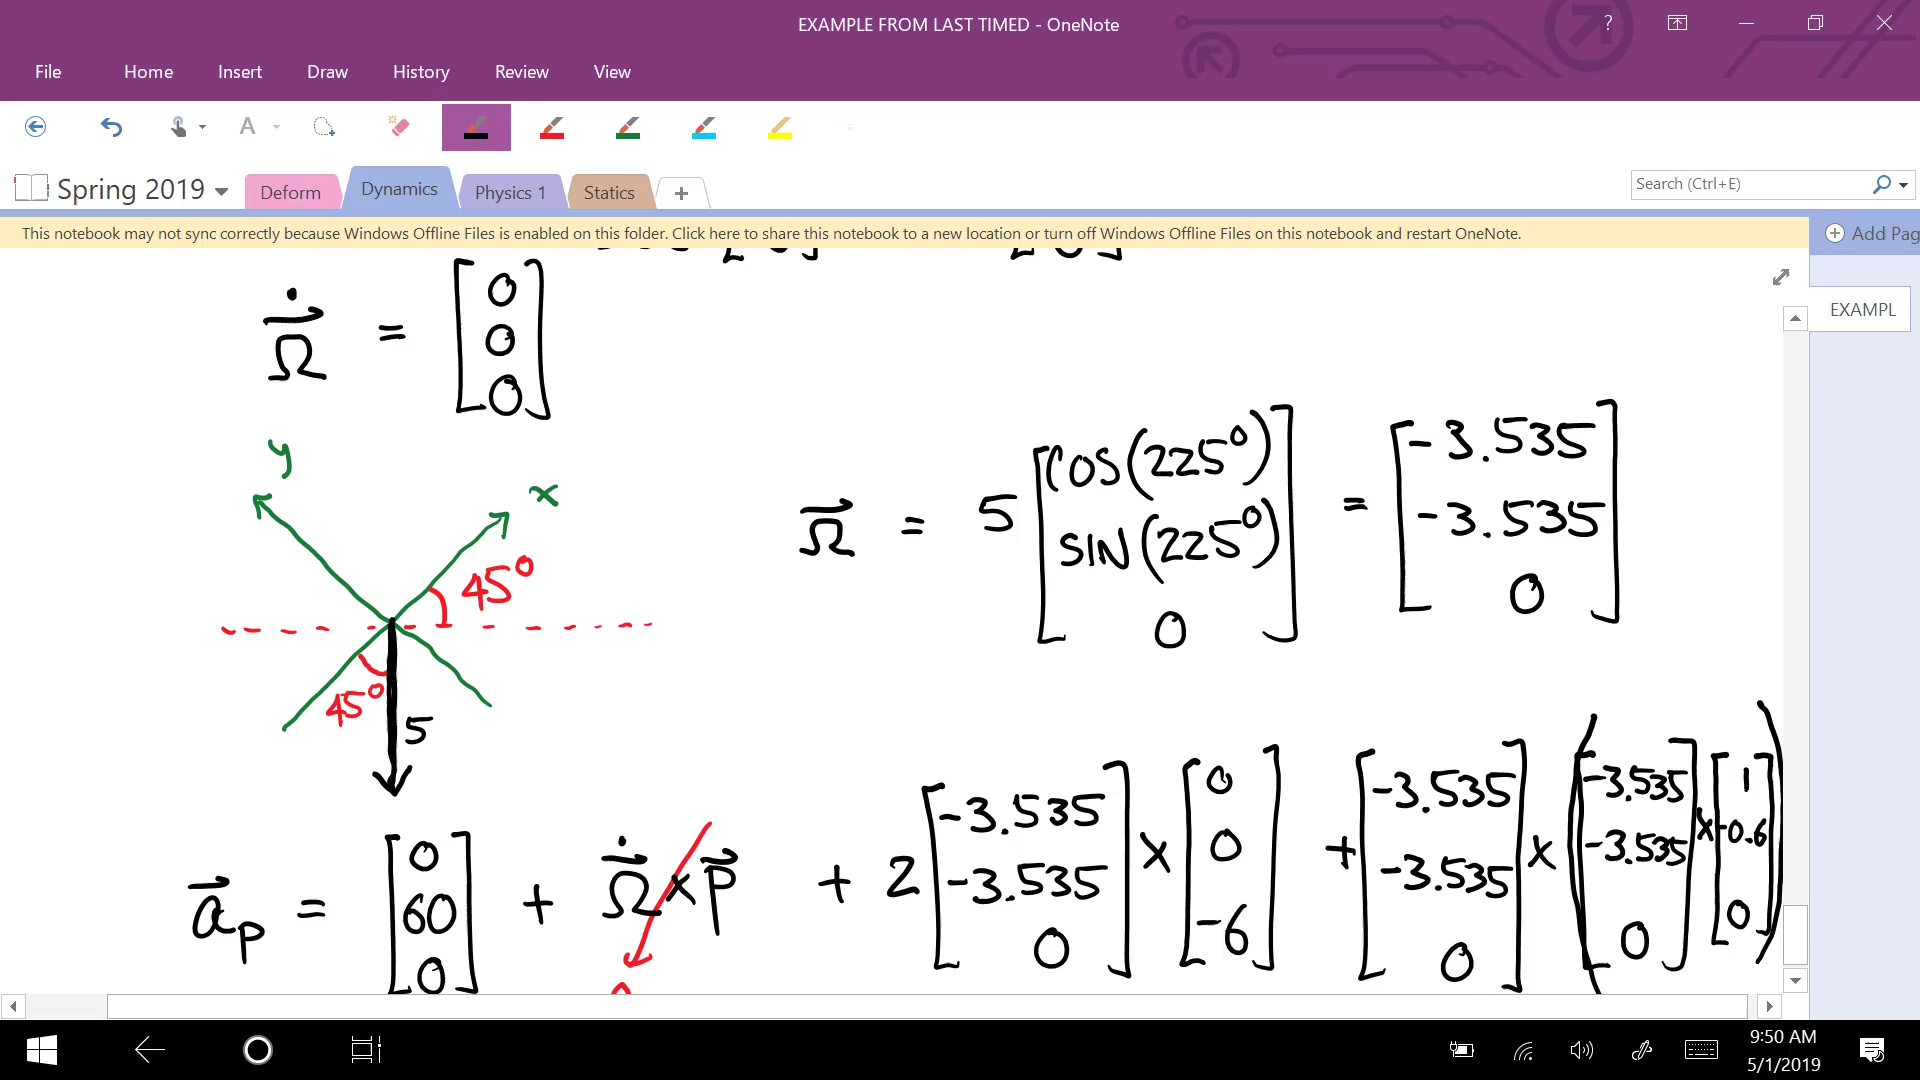 EXAMPLE FROM LAST TIMED - OneNote
?
File Home Insert Draw History Review View
A
Spring 2019 Deform Dynamics Physics 1 Statics +
Search (Ctrl+E)
This notebook may not sync correctly because Windows Offline Files is enabled on this folder. Click here to share this notebook to a new location or turn off Windows Offline Files on this notebook and restart OneNote.
Add Pag
EXAMPL
Ω̇ = [0 0 0]
y
x
45°
45°
5
Ω = 5 [COS(225°) SIN(225°) 0] = [-3.535 -3.535 0]
a_p = [0 60 0] + Ω̇ × p + 2 [-3.535 -3.535 0] × [0 0 -6] + [-3.535 -3.535 0] × ([-3.535 -3.535 0] × [1 -0.6 0])
9:50 AM
5/1/2019